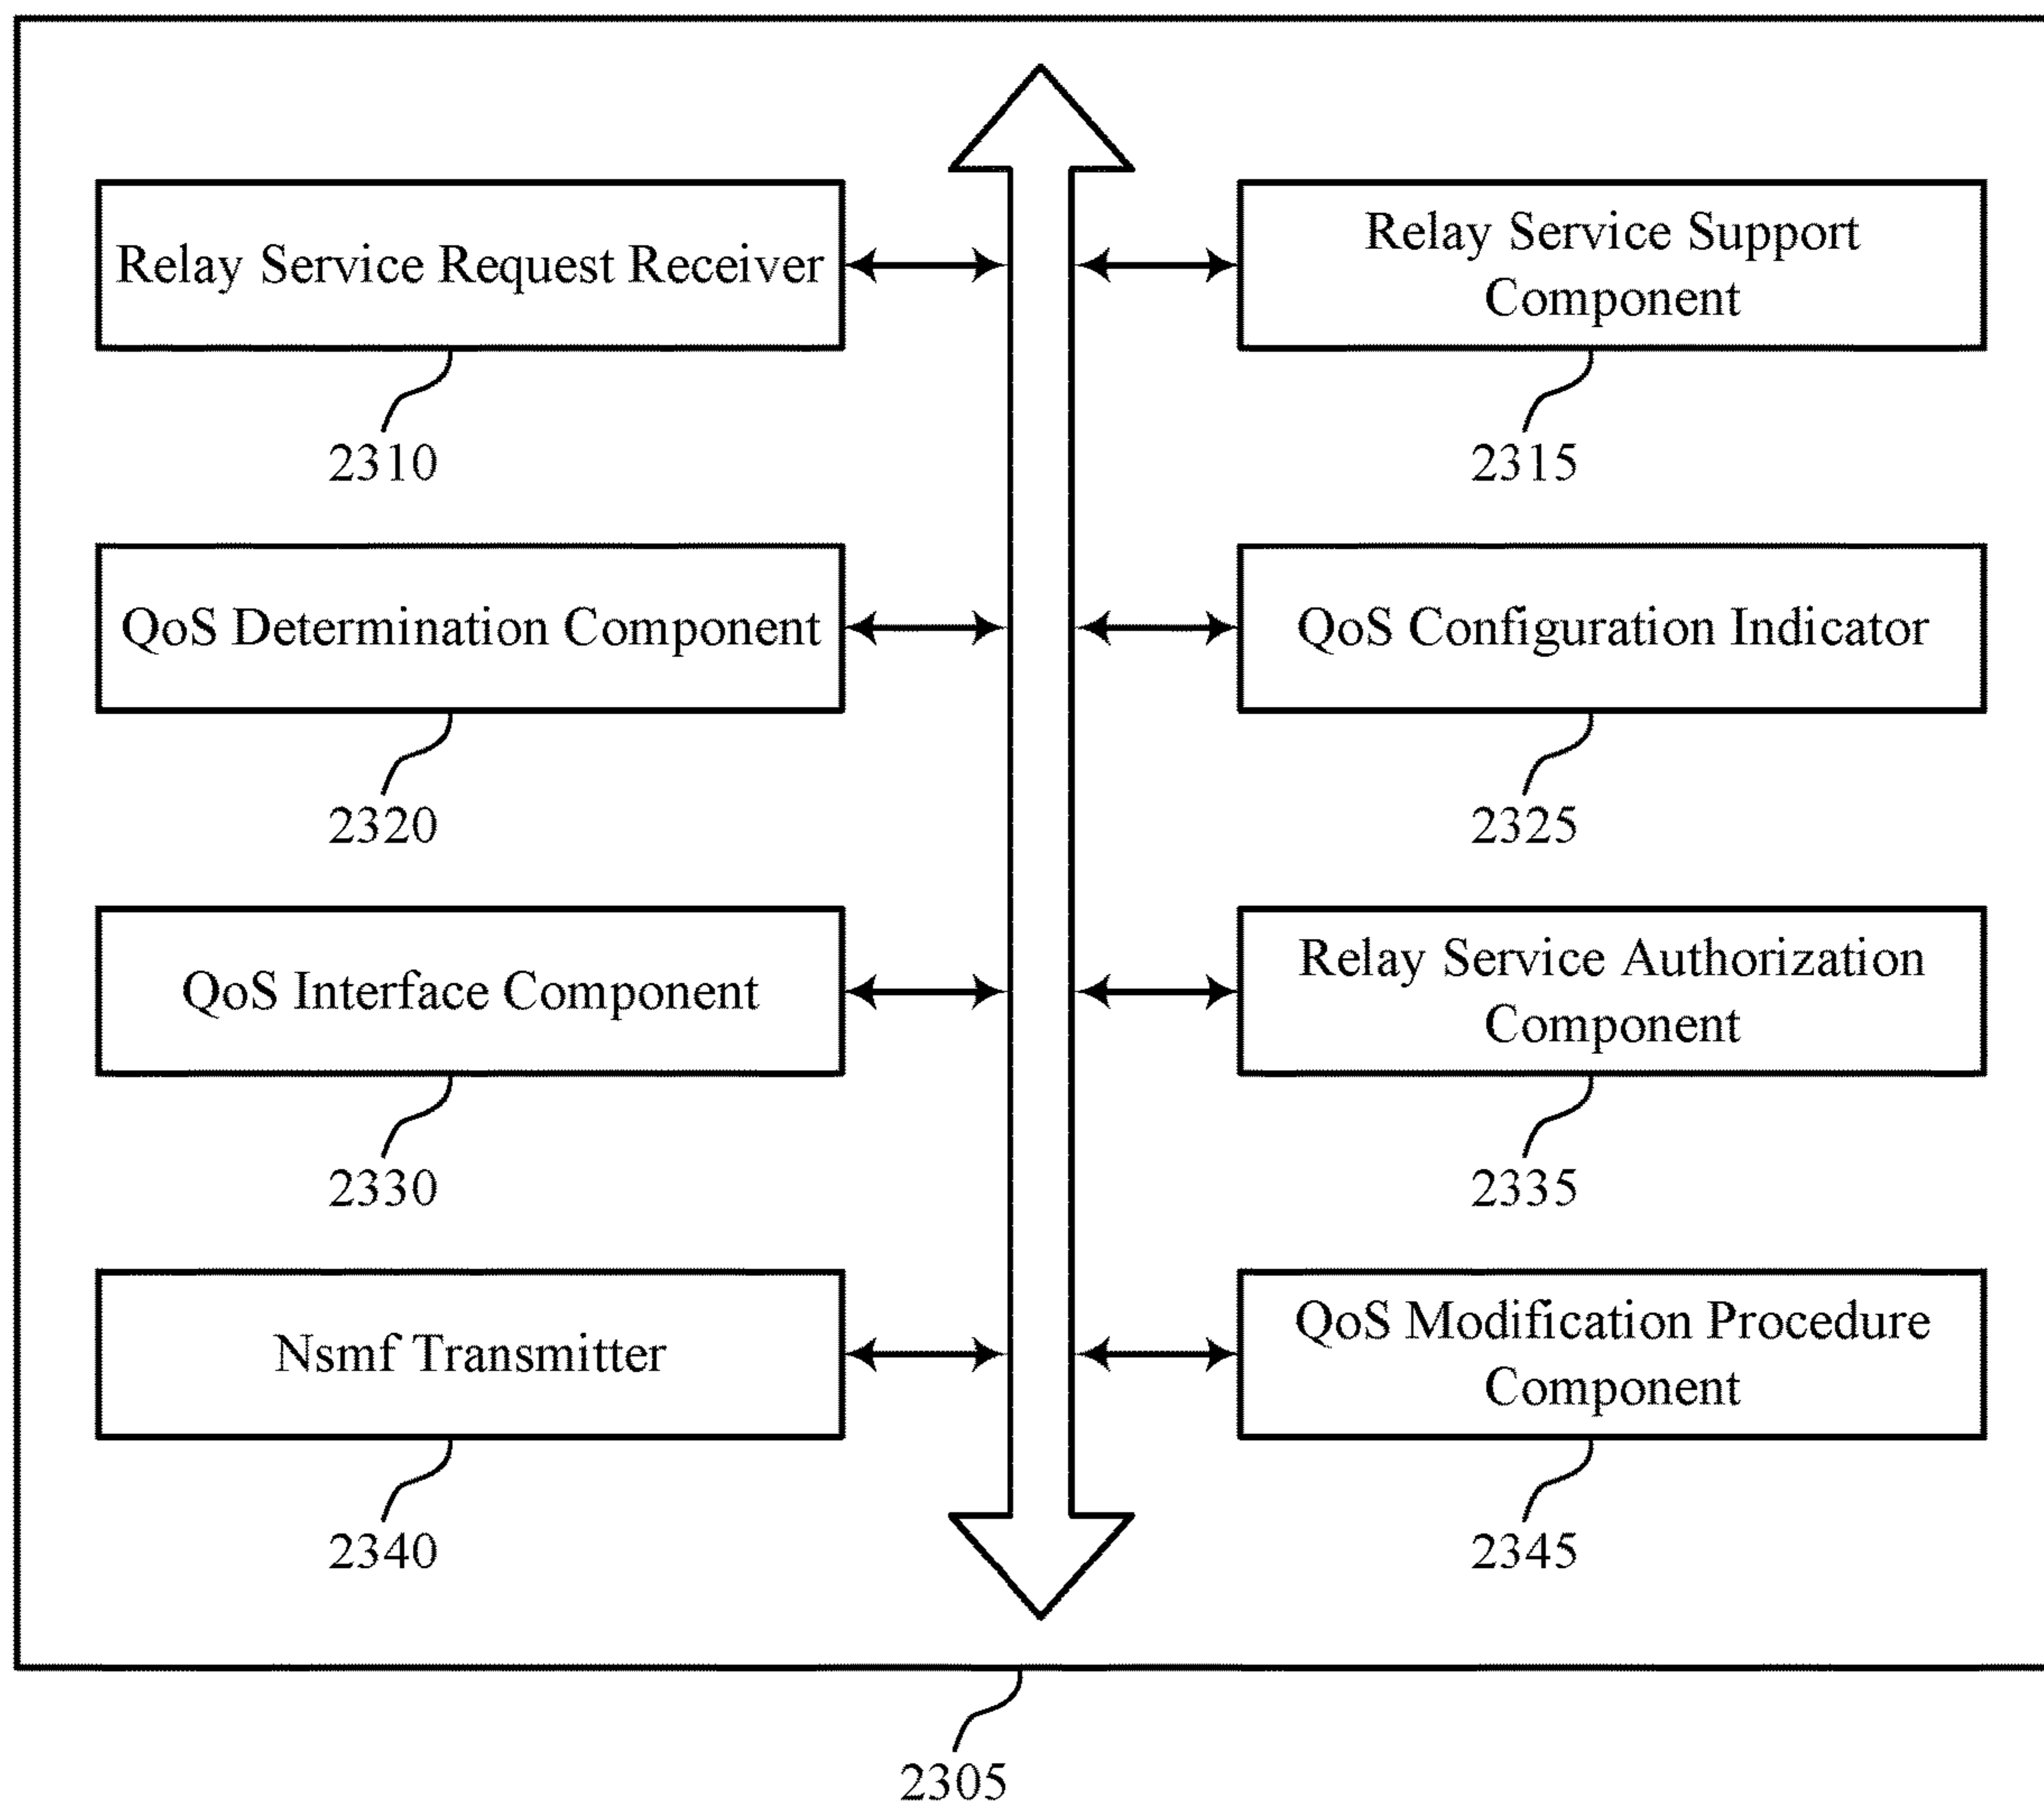 Relay Service Request Receiver
2310
Relay Service Support
Component
2315
QoS Determination Component
2320
QoS Configuration Indicator
2325
QoS Interface Component
2330
Relay Service Authorization
Component
2335
Nsmf Transmitter
2340
QoS Modification Procedure
Component
2345
2305